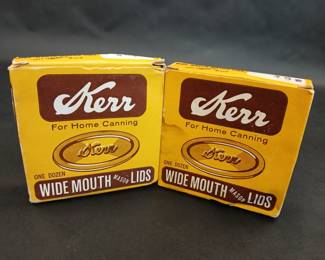 Kerr
For Home Canning
Kerr
ONE DOZEN
WIDE MOUTH MASON LIDS
Kerr
For Home Canning
Kerr
ONE DOZEN
WIDE MOUTH MASON LIDS